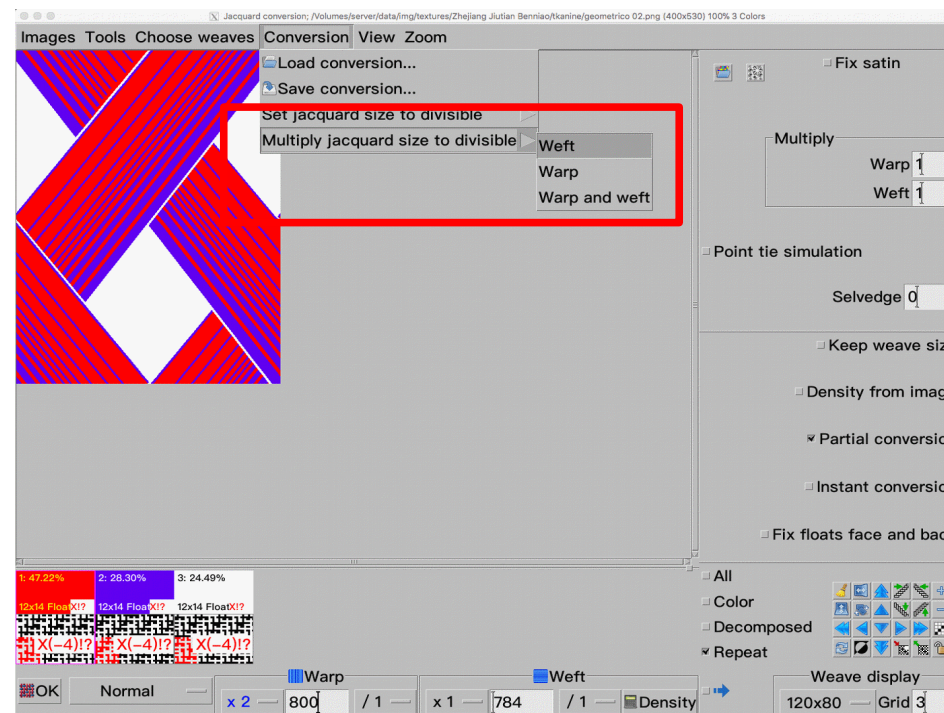 Jacquard conversion; /Volumes/server/data/img/textures/Zhejiang Jiutian Benniao/tkanine/geometrico 02.png (400x530) 100% 3 Colors
Images Tools Choose weaves Conversion View Zoom
Load conversion...
Save conversion...
Set jacquard size to divisible
Multiply jacquard size to divisible
Weft
Warp
Warp and weft
Fix satin
Multiply
Warp 1
Weft 1
Point tie simulation
Selvedge 0
Keep weave siz
Density from imag
Partial conversio
Instant conversio
Fix floats face and bac
1: 47.22% 2: 28.30% 3: 24.49%
12x14 FloatX!? 12x14 FloatX!? 12x14 FloatX!?
X(-4)!? X(-4)!? X(-4)!?
All
Color
Decomposed
Repeat
Warp Weft Weave display
OK Normal x 2 800 / 1 x 1 784 / 1 Density 120x80 Grid 3